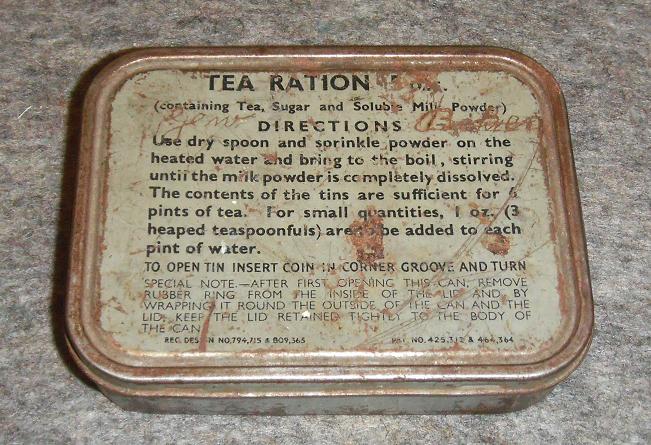 TEA RATION
(containing Tea, Sugar and Soluble Milk Powder)
DIRECTIONS
Use dry spoon and sprinkle powder on the
heated water and bring to the boil, stirring
until the milk powder is completely dissolved.
The contents of the tins are sufficient for 6
pints of tea. For small quantities, 1 oz. (3
heaped teaspoonfuls) are to be added to each
pint of water.
TO OPEN TIN INSERT COIN IN CORNER GROOVE AND TURN
SPECIAL NOTE.—AFTER FIRST OPENING THIS CAN, REMOVE
RUBBER RING FROM THE INSIDE OF THE LID AND BY
WRAPPING IT ROUND THE OUTSIDE OF THE CAN AND THE
LID, KEEP THE LID RETAINED TIGHTLY TO THE BODY OF
THE CAN
REG. DESIGN NO. 794,715 & 809,365 PAT. NO. 425,312 & 464,364